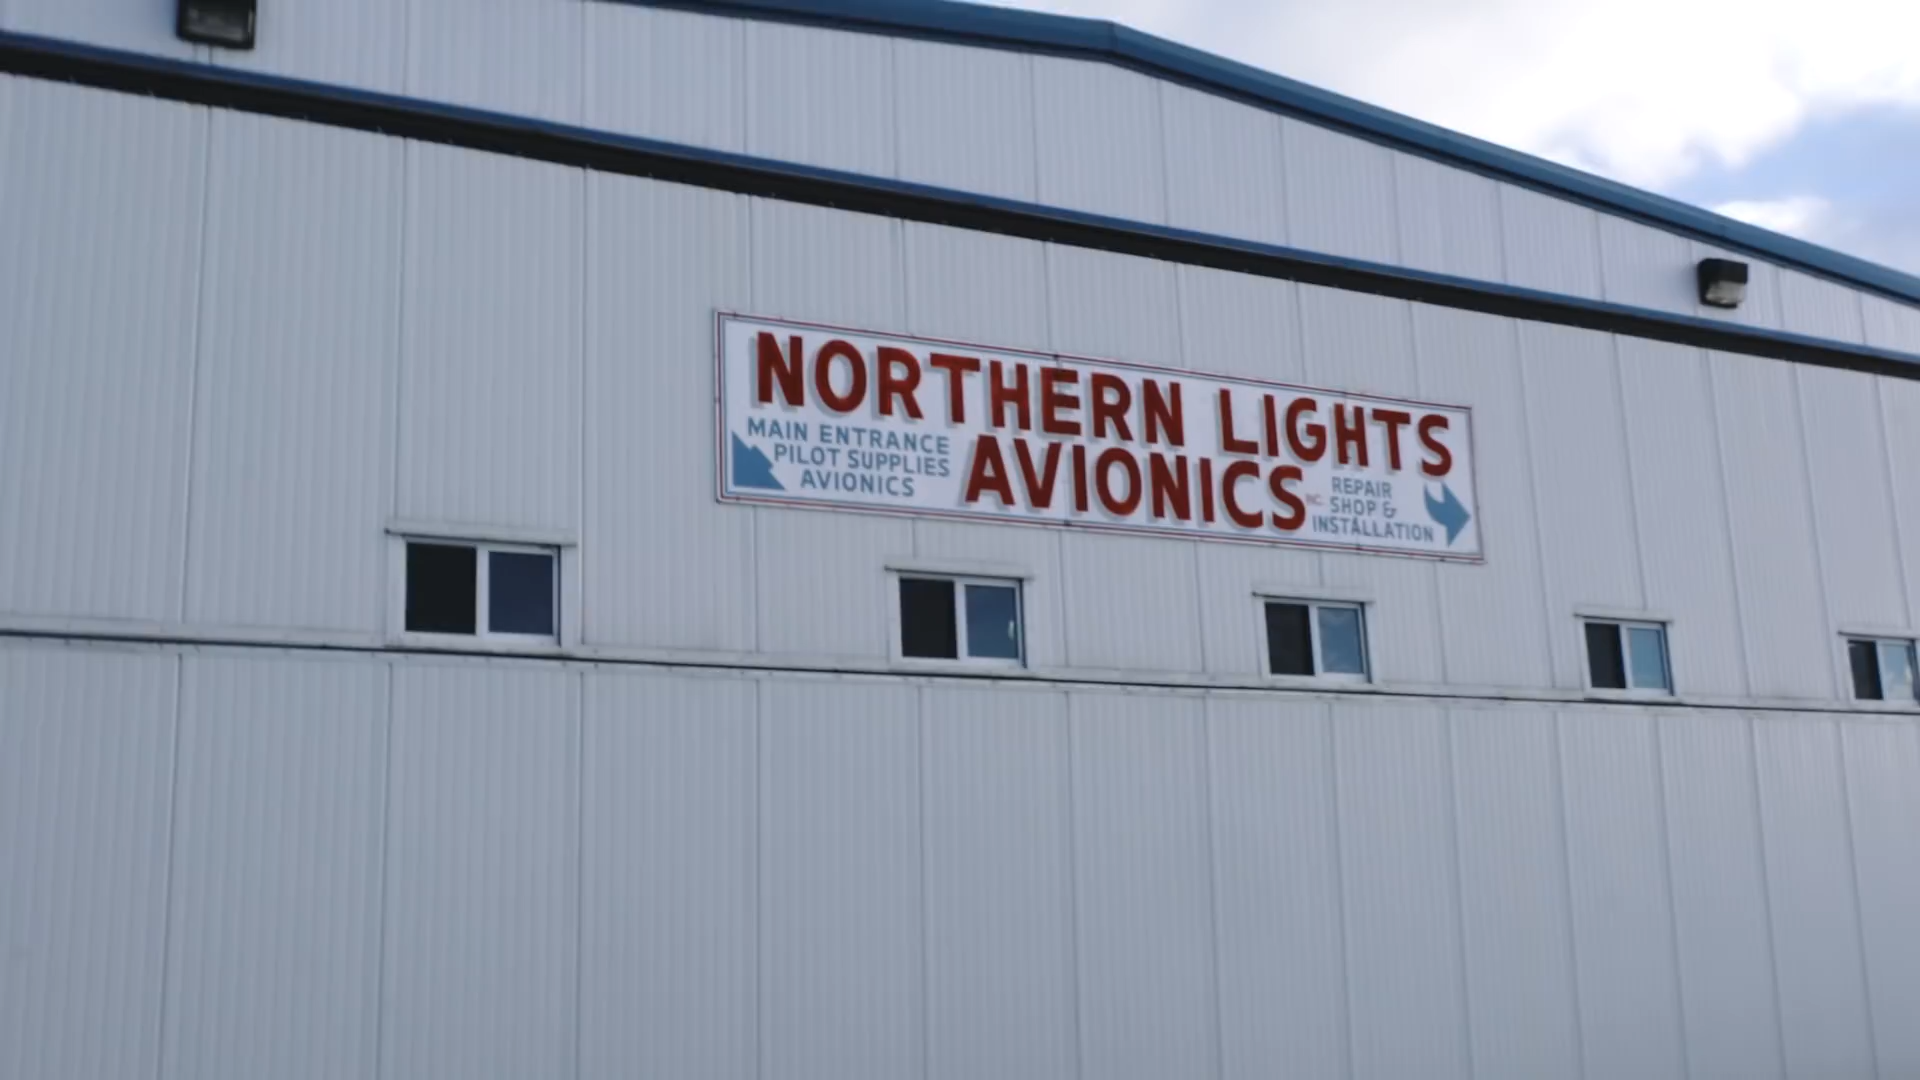 NORTHERN LIGHTS
AVIONICS INC.
MAIN ENTRANCE
PILOT SUPPLIES
AVIONICS
REPAIR
SHOP &
INSTALLATION